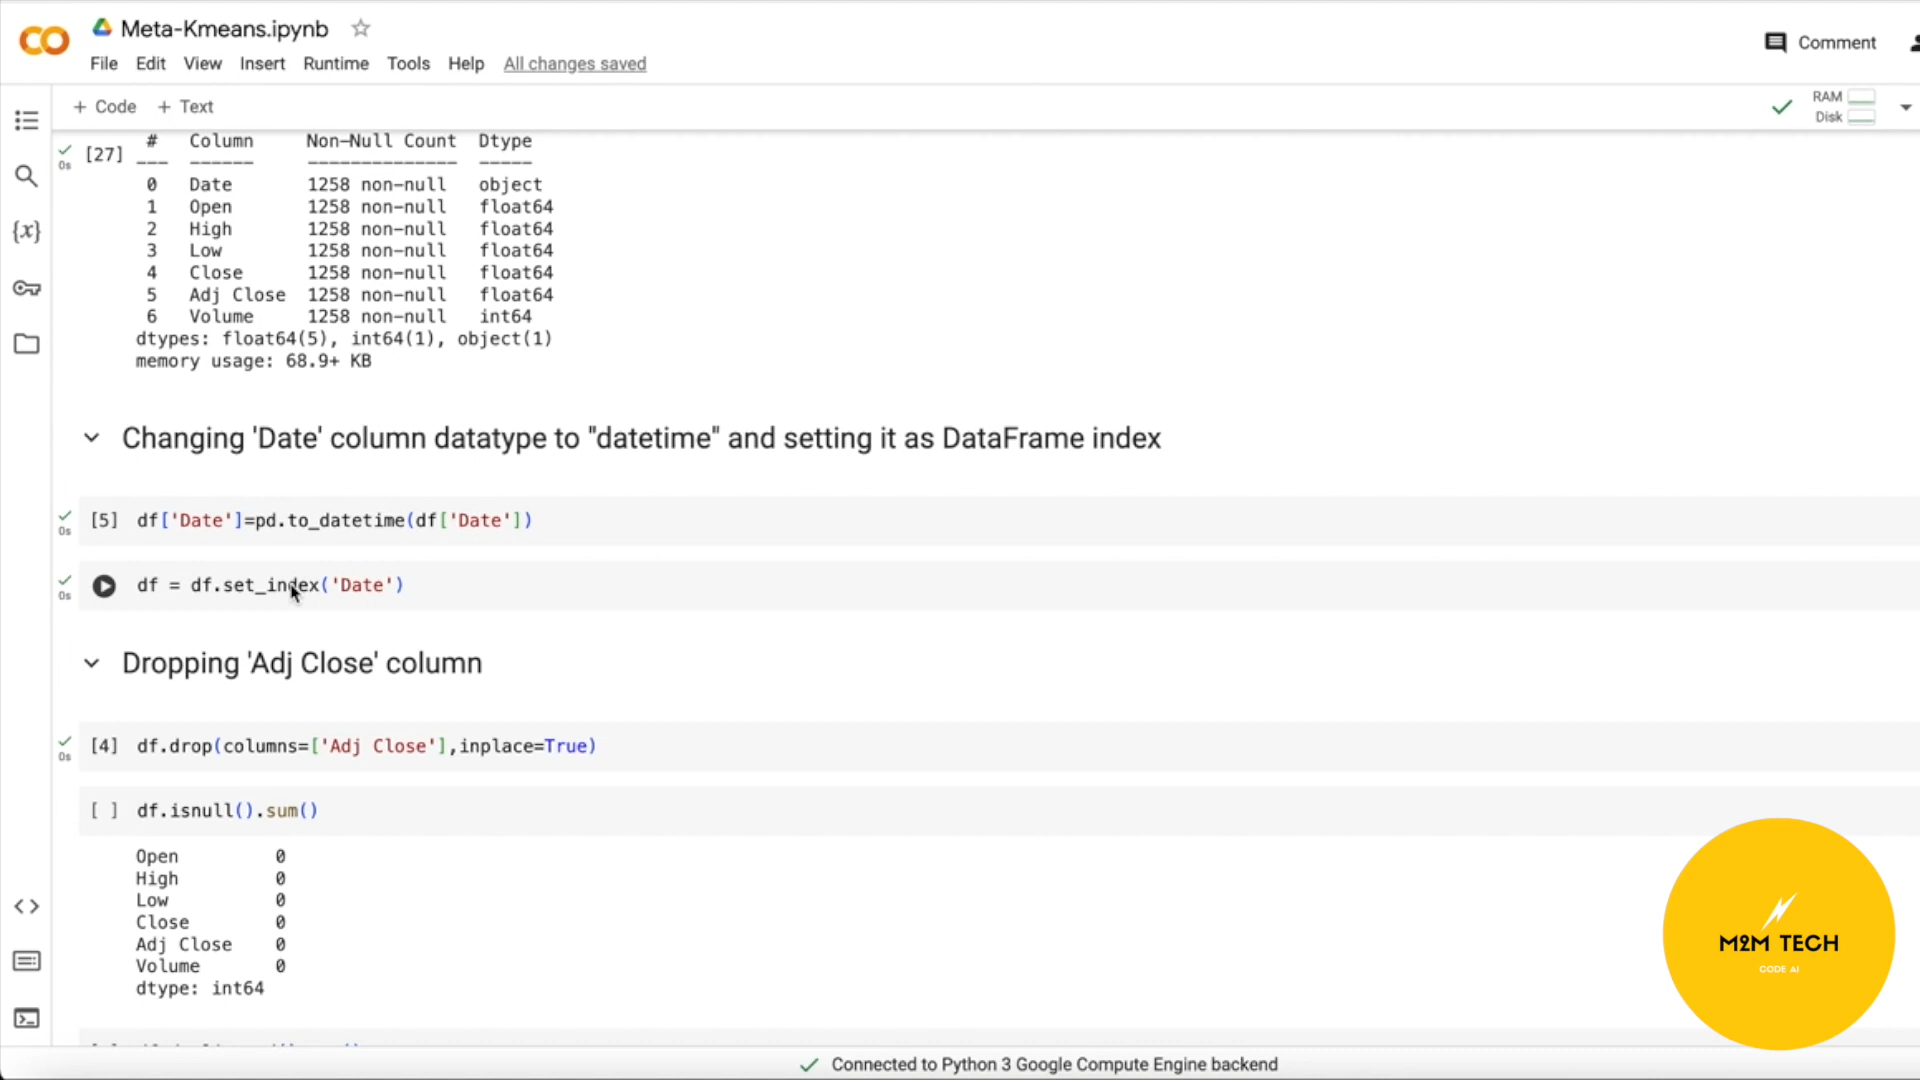 Meta-Kmeans.ipynb
File Edit View Insert Runtime Tools Help All changes saved
Comment
+ Code + Text
RAM
Disk
# Column Non-Null Count Dtype
[27] --- ------ -------------- -----
0s
0 Date 1258 non-null object
1 Open 1258 non-null float64
2 High 1258 non-null float64
3 Low 1258 non-null float64
4 Close 1258 non-null float64
5 Adj Close 1258 non-null float64
6 Volume 1258 non-null int64
dtypes: float64(5), int64(1), object(1)
memory usage: 68.9+ KB
Changing 'Date' column datatype to "datetime" and setting it as DataFrame index
[5] df['Date']=pd.to_datetime(df['Date'])
0s
df = df.set_index('Date')
0s
Dropping 'Adj Close' column
[4] df.drop(columns=['Adj Close'],inplace=True)
0s
[ ] df.isnull().sum()
Open 0
High 0
Low 0
Close 0
Adj Close 0
Volume 0
dtype: int64
M2M TECH
CODE AI
Connected to Python 3 Google Compute Engine backend